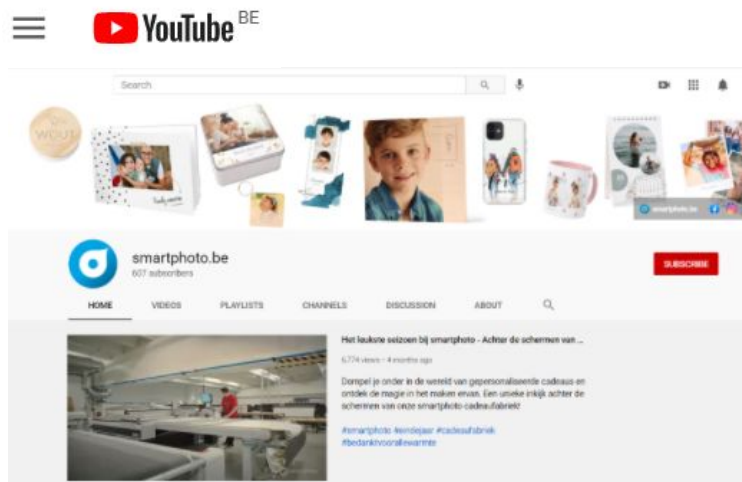 YouTube BE
Search
WOUT
smartphoto.be
smartphoto.be
607 subscribers
SUBSCRIBE
HOME VIDEOS PLAYLISTS CHANNELS DISCUSSION ABOUT
Het leukste seizoen bij smartphoto - Achter de schermen van ...
6,774 views • 4 months ago
Dompel je onder in de wereld van gepersonaliseerde cadeaus en
ontdek de magie in het maken ervan. Een unieke inkijk achter de
schermen van onze smartphoto cadeaufabriek!
#smartphoto #eindejaar #cadeaufabriek
#bedanktvoorallewarmte